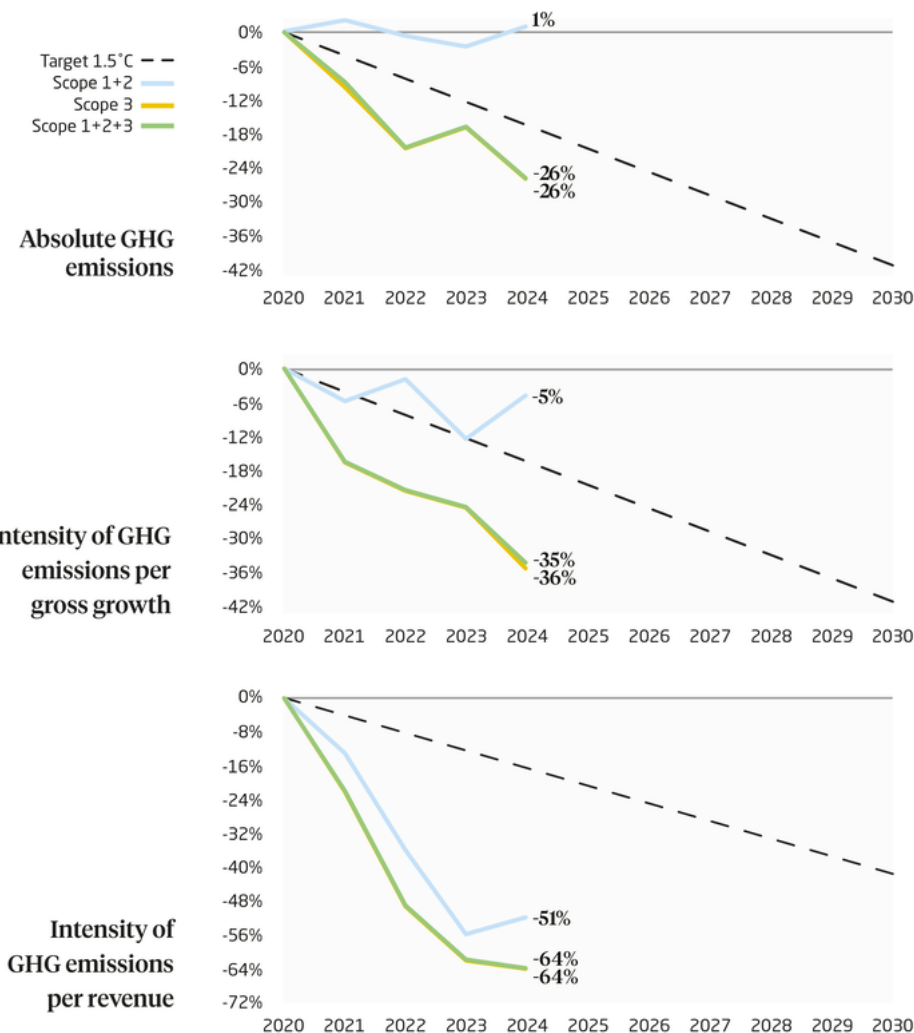 0%
1%
Target 1.5°C
Scope 1+2
Scope 3
Scope 1+2+3
-6%
-12%
-18%
-24%
-30%
-36%
-42%
-26%
-26%
Absolute GHG
emissions
2020 2021 2022 2023 2024 2025 2026 2027 2028 2029 2030
0%
-6%
-12%
-18%
-24%
-30%
-36%
-42%
-5%
-35%
-36%
ntensity of GHG
emissions per
gross growth
2020 2021 2022 2023 2024 2025 2026 2027 2028 2029 2030
0%
-8%
-16%
-24%
-32%
-40%
-48%
-56%
-64%
-72%
-51%
-64%
-64%
Intensity of
GHG emissions
per revenue
2020 2021 2022 2023 2024 2025 2026 2027 2028 2029 2030